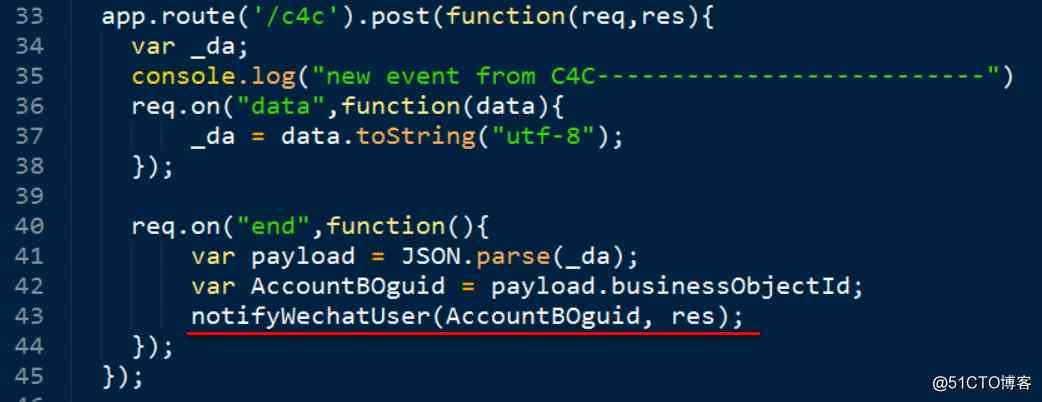 33 app.route('/c4c').post(function(req,res){
34 var _da;
35 console.log("new event from C4C--------------------------")
36 req.on("data",function(data){
37 _da = data.toString("utf-8");
38 });
39
40 req.on("end",function(){
41 var payload = JSON.parse(_da);
42 var AccountBOguid = payload.businessObjectId;
43 notifyWechatUser(AccountBOguid, res);
44 });
45 });
@51CTO博客